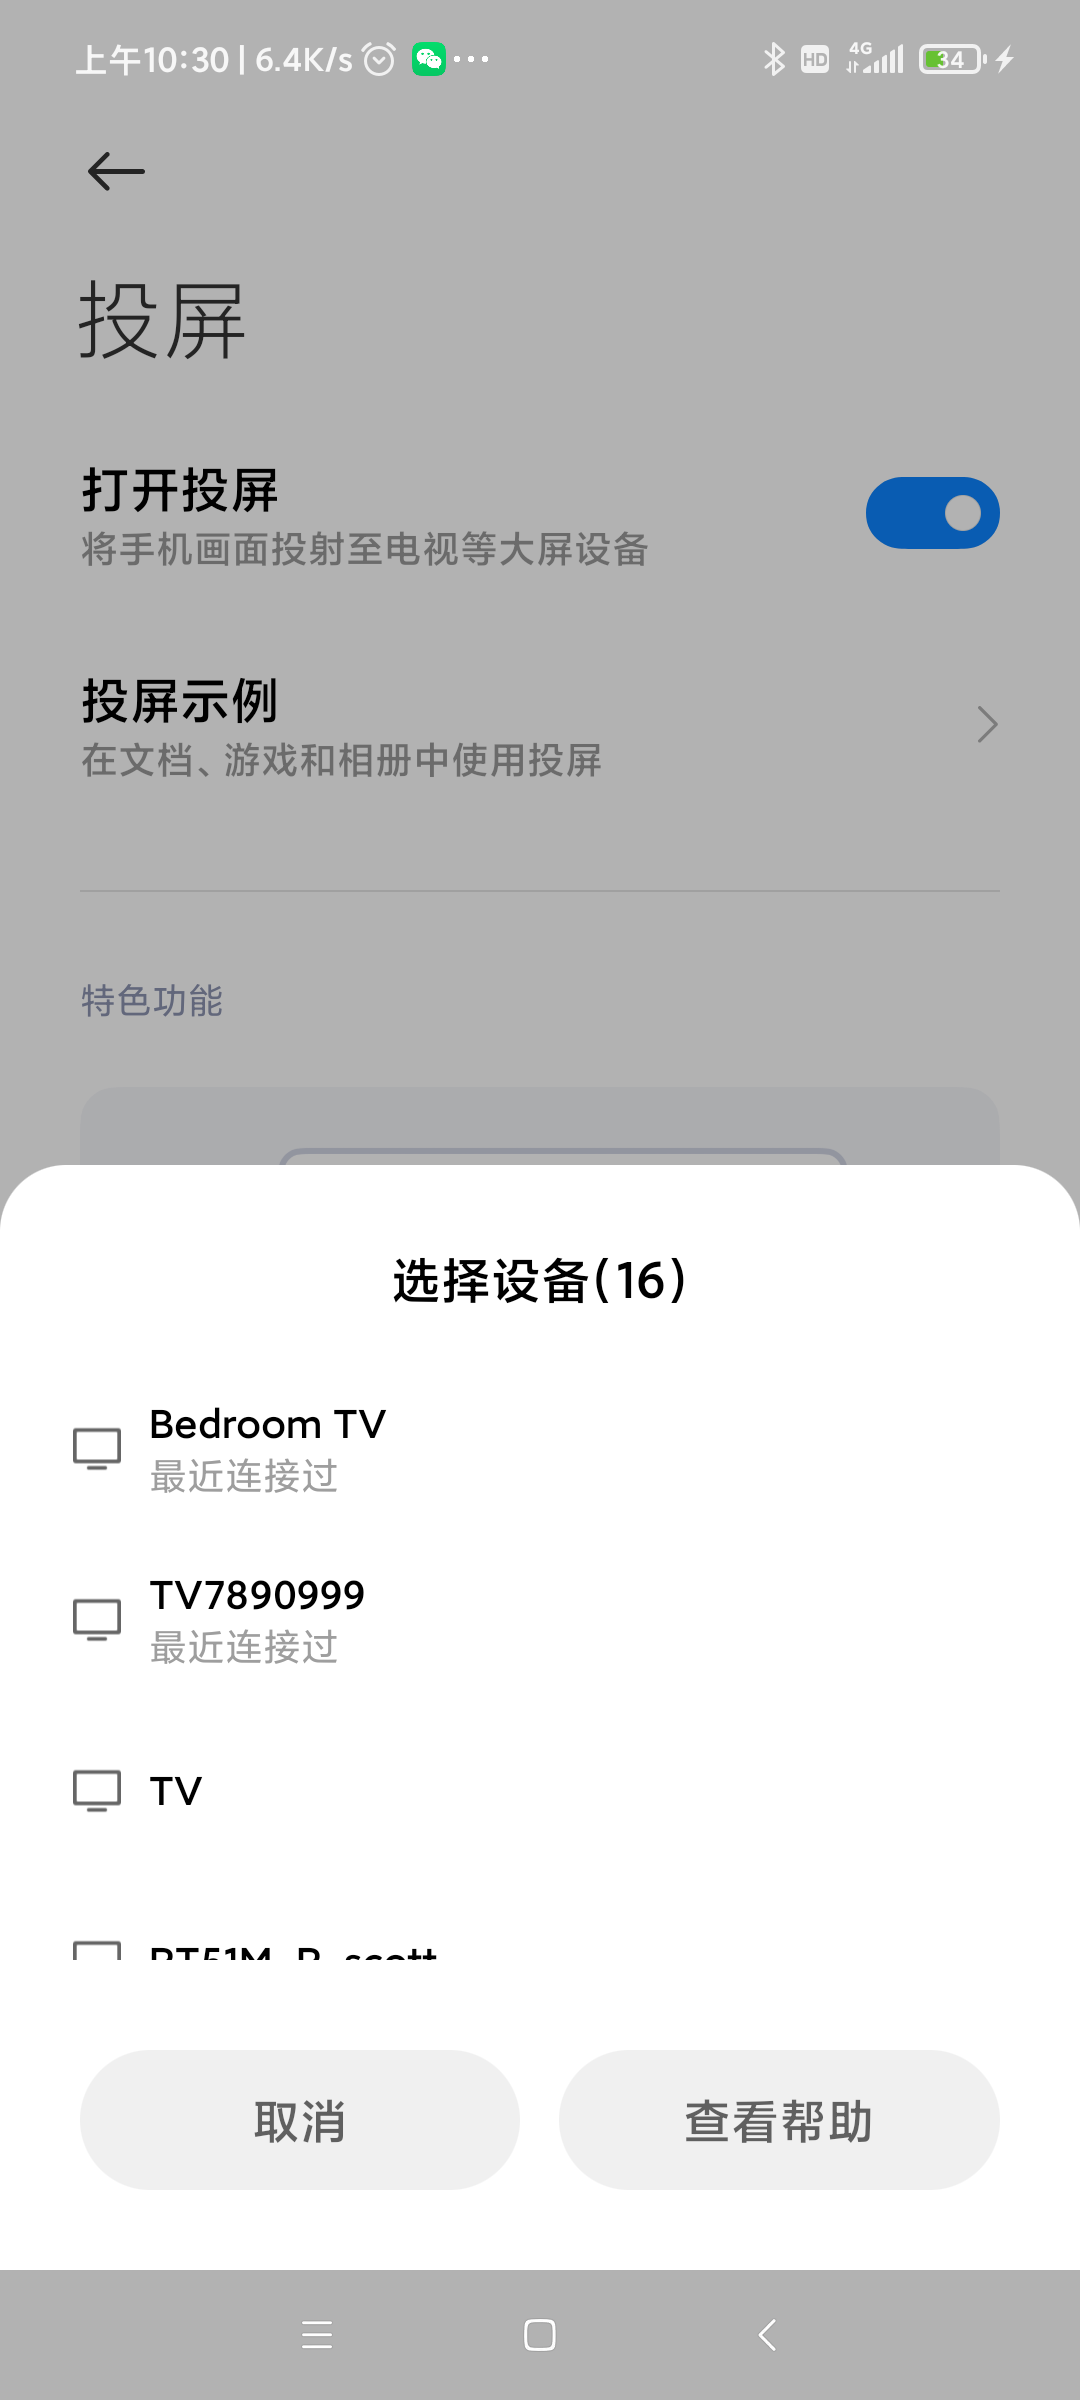 上午10:30 | 6.4K/s
HD
4G
34
投屏
打开投屏
将手机画面投射至电视等大屏设备
投屏示例
在文档、游戏和相册中使用投屏
特色功能
选择设备(16)
Bedroom TV
最近连接过
TV7890999
最近连接过
TV
取消
查看帮助